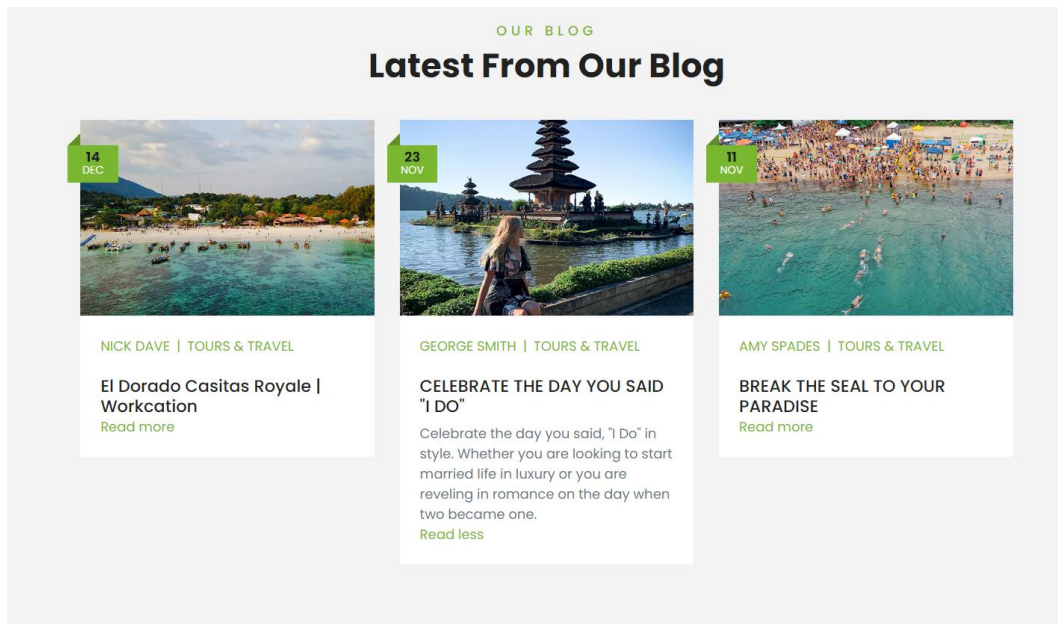 OUR BLOG
Latest From Our Blog
14
DEC
NICK DAVE | TOURS & TRAVEL
El Dorado Casitas Royale |
Workcation
Read more
23
NOV
GEORGE SMITH | TOURS & TRAVEL
CELEBRATE THE DAY YOU SAID
"I DO"
Celebrate the day you said, "I Do" in
style. Whether you are looking to start
married life in luxury or you are
reveling in romance on the day when
two became one.
Read less
11
NOV
AMY SPADES | TOURS & TRAVEL
BREAK THE SEAL TO YOUR
PARADISE
Read more